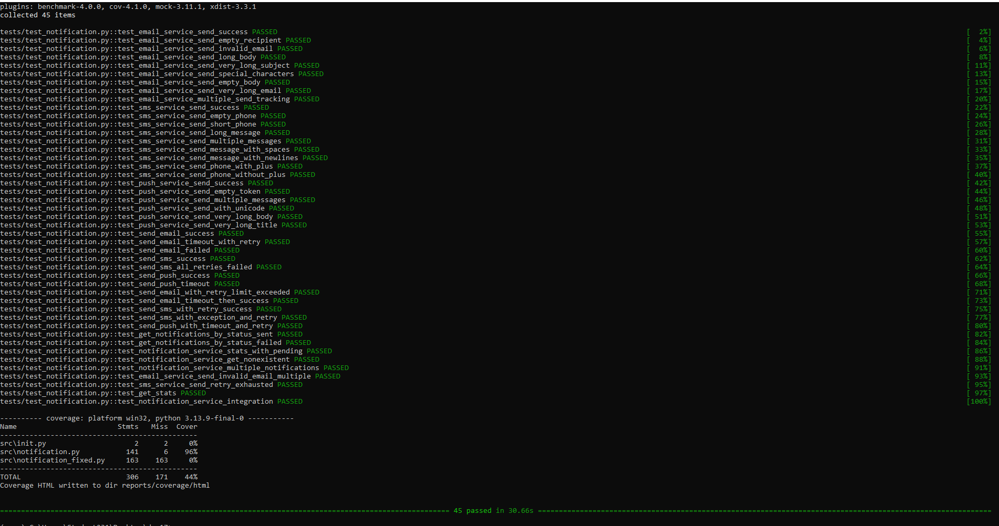 plugins: benchmark-4.0.0, cov-4.1.0, mock-3.11.1, xdist-3.3.1
collected 45 items
tests/test_notification.py::test_email_service_send_success PASSED [  2%]
tests/test_notification.py::test_email_service_send_empty_recipient PASSED [  4%]
tests/test_notification.py::test_email_service_send_invalid_email PASSED [  6%]
tests/test_notification.py::test_email_service_send_long_body PASSED [  8%]
tests/test_notification.py::test_email_service_send_very_long_subject PASSED [ 11%]
tests/test_notification.py::test_email_service_send_special_characters PASSED [ 13%]
tests/test_notification.py::test_email_service_send_empty_body PASSED [ 15%]
tests/test_notification.py::test_email_service_send_very_long_email PASSED [ 17%]
tests/test_notification.py::test_email_service_multiple_send_tracking PASSED [ 20%]
tests/test_notification.py::test_sms_service_send_success PASSED [ 22%]
tests/test_notification.py::test_sms_service_send_empty_phone PASSED [ 24%]
tests/test_notification.py::test_sms_service_send_short_phone PASSED [ 26%]
tests/test_notification.py::test_sms_service_send_long_message PASSED [ 28%]
tests/test_notification.py::test_sms_service_send_multiple_messages PASSED [ 31%]
tests/test_notification.py::test_sms_service_send_message_with_spaces PASSED [ 33%]
tests/test_notification.py::test_sms_service_send_message_with_newlines PASSED [ 35%]
tests/test_notification.py::test_sms_service_send_phone_with_plus PASSED [ 37%]
tests/test_notification.py::test_sms_service_send_phone_without_plus PASSED [ 40%]
tests/test_notification.py::test_push_service_send_success PASSED [ 42%]
tests/test_notification.py::test_push_service_send_empty_token PASSED [ 44%]
tests/test_notification.py::test_push_service_send_multiple_messages PASSED [ 46%]
tests/test_notification.py::test_push_service_send_with_unicode PASSED [ 48%]
tests/test_notification.py::test_push_service_send_very_long_body PASSED [ 51%]
tests/test_notification.py::test_push_service_send_very_long_title PASSED [ 53%]
tests/test_notification.py::test_send_email_success PASSED [ 55%]
tests/test_notification.py::test_send_email_timeout_with_retry PASSED [ 57%]
tests/test_notification.py::test_send_email_failed PASSED [ 60%]
tests/test_notification.py::test_send_sms_success PASSED [ 62%]
tests/test_notification.py::test_send_sms_all_retries_failed PASSED [ 64%]
tests/test_notification.py::test_send_push_success PASSED [ 66%]
tests/test_notification.py::test_send_push_timeout PASSED [ 68%]
tests/test_notification.py::test_send_email_with_retry_limit_exceeded PASSED [ 71%]
tests/test_notification.py::test_send_email_timeout_then_success PASSED [ 73%]
tests/test_notification.py::test_send_sms_with_retry_success PASSED [ 75%]
tests/test_notification.py::test_send_sms_with_exception_and_retry PASSED [ 77%]
tests/test_notification.py::test_send_push_with_timeout_and_retry PASSED [ 80%]
tests/test_notification.py::test_get_notifications_by_status_sent PASSED [ 82%]
tests/test_notification.py::test_get_notifications_by_status_failed PASSED [ 84%]
tests/test_notification.py::test_notification_service_stats_with_pending PASSED [ 86%]
tests/test_notification.py::test_notification_service_get_nonexistent PASSED [ 88%]
tests/test_notification.py::test_notification_service_multiple_notifications PASSED [ 91%]
tests/test_notification.py::test_email_service_send_invalid_email_multiple PASSED [ 93%]
tests/test_notification.py::test_sms_service_send_retry_exhausted PASSED [ 95%]
tests/test_notification.py::test_get_stats PASSED [ 97%]
tests/test_notification.py::test_notification_service_integration PASSED [100%]
---------- coverage: platform win32, python 3.13.9-final-0 -----------
Name                        Stmts   Miss  Cover
-----------------------------------------------
src\init.py                     2      2     0%
src\notification.py           141      6    96%
src\notification_fixed.py     163    163     0%
-----------------------------------------------
TOTAL                         306    171    44%
Coverage HTML written to dir reports/coverage/html
=========== 45 passed in 30.66s ===========